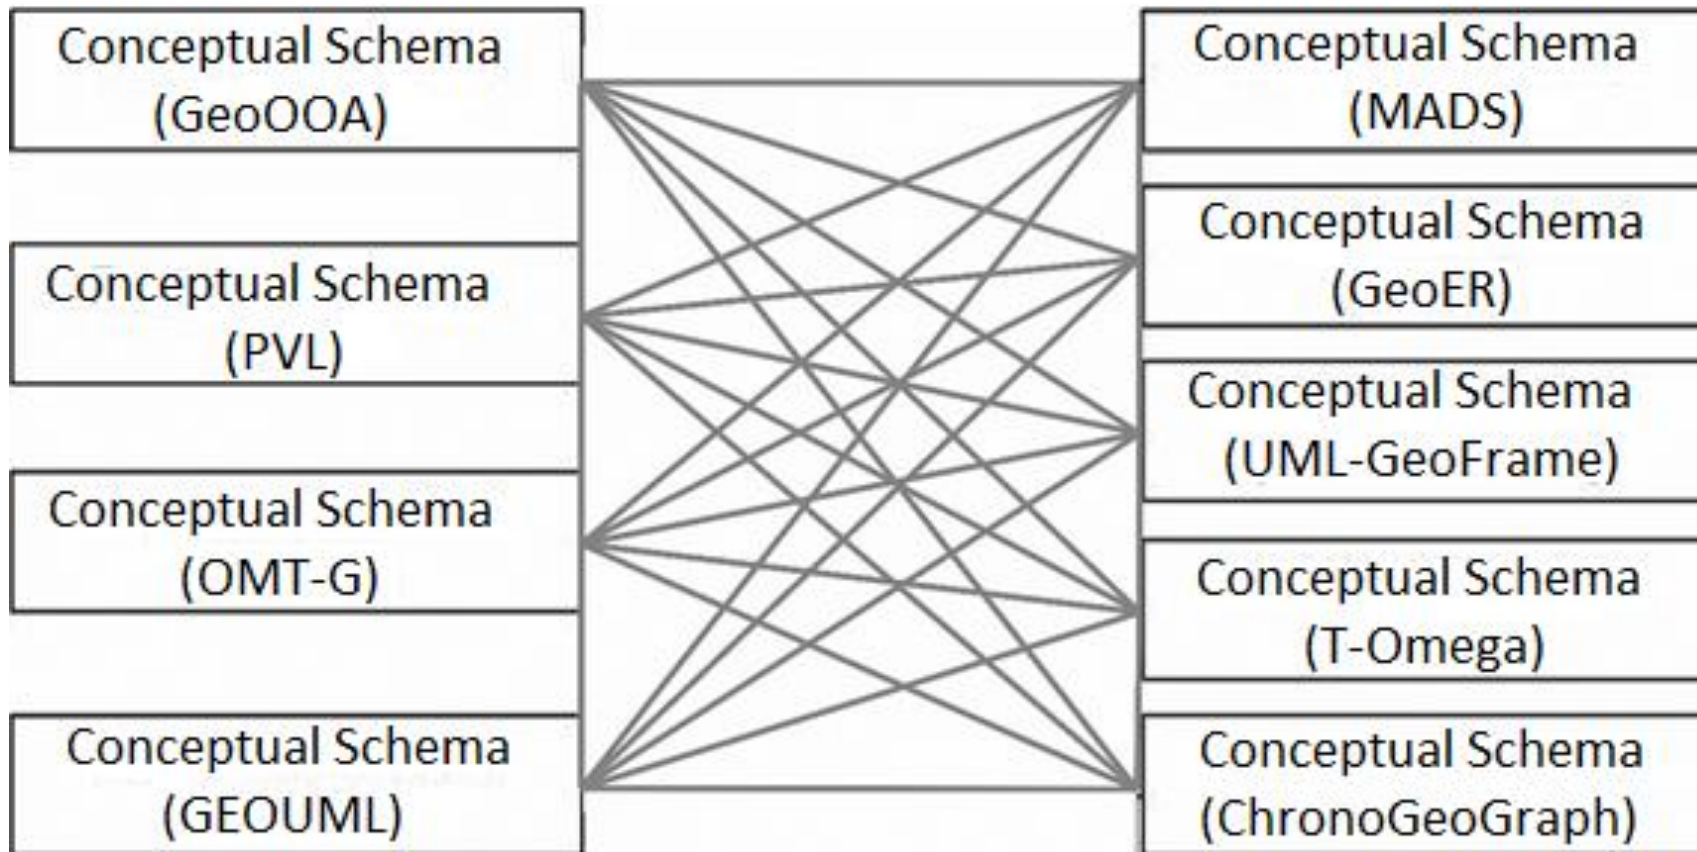 Conceptual Schema
(GeoOOA)
Conceptual Schema
(PVL)
Conceptual Schema
(OMT-G)
Conceptual Schema
(GEOUML)
Conceptual Schema
(MADS)
Conceptual Schema
(GeoER)
Conceptual Schema
(UML-GeoFrame)
Conceptual Schema
(T-Omega)
Conceptual Schema
(ChronoGeoGraph)